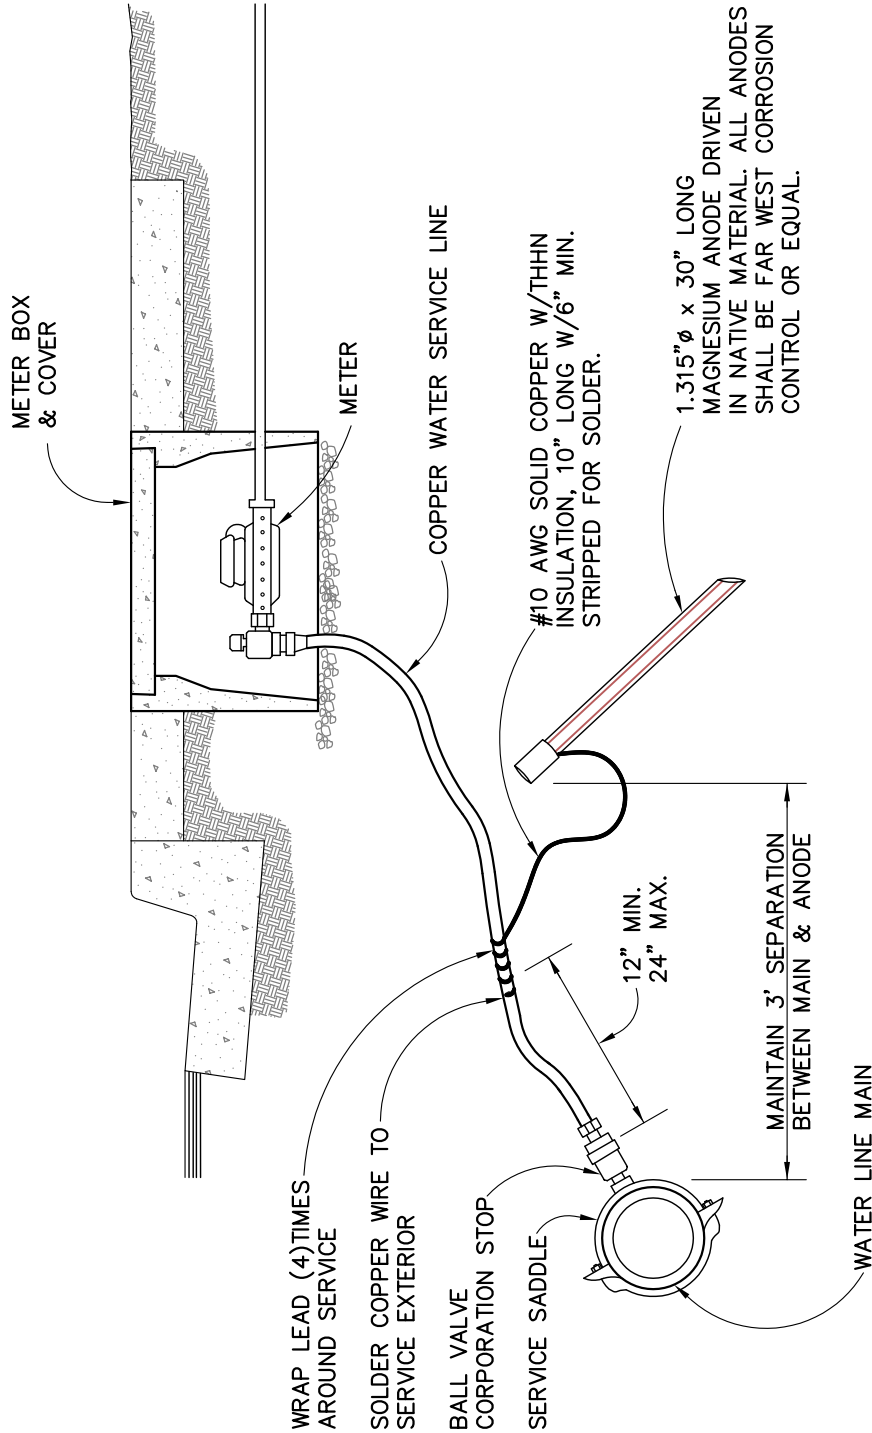 METER BOX
& COVER
METER
COPPER WATER SERVICE LINE
#10 AWG SOLID COPPER W/THHN
INSULATION, 10" LONG W/6" MIN.
STRIPPED FOR SOLDER.
1.315"ø x 30" LONG
MAGNESIUM ANODE DRIVEN
IN NATIVE MATERIAL. ALL ANODES
SHALL BE FAR WEST CORROSION
CONTROL OR EQUAL.
WRAP LEAD (4)TIMES
AROUND SERVICE
SOLDER COPPER WIRE TO
SERVICE EXTERIOR
BALL VALVE
CORPORATION STOP
SERVICE SADDLE
12" MIN.
24" MAX.
MAINTAIN 3' SEPARATION
BETWEEN MAIN & ANODE
WATER LINE MAIN